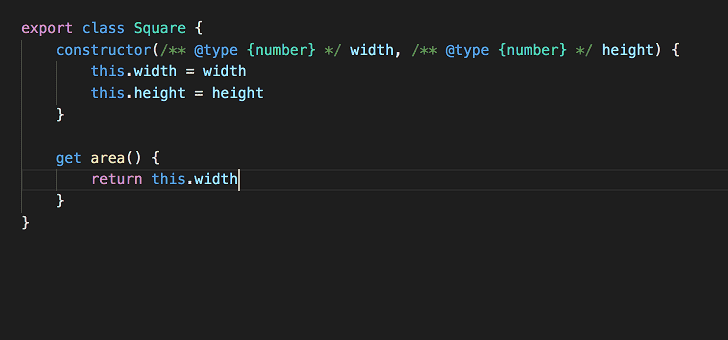 export class Square {
constructor(/** @type {number} */ width, /** @type {number} */ height) {
this.width = width
this.height = height
}
get area() {
return this.width
}
}